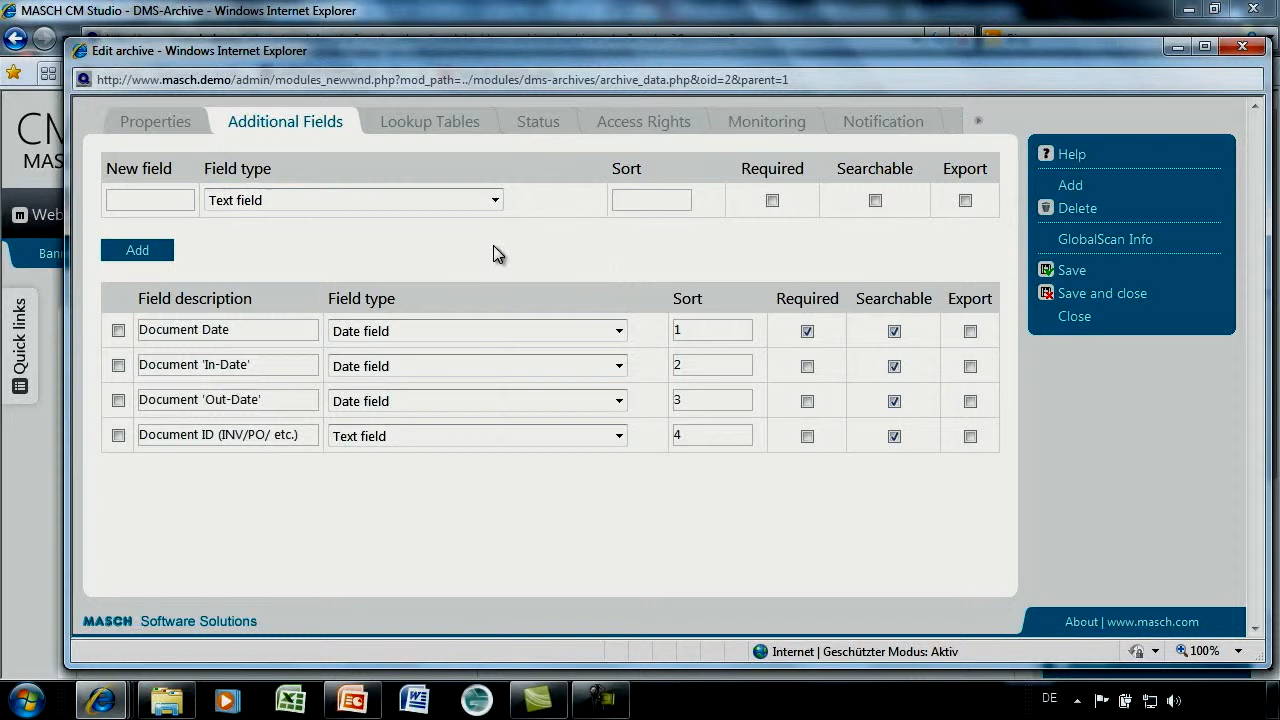 MASCH CM Studio - DMS-Archive - Windows Internet Explorer
Edit archive - Windows Internet Explorer
http://www.masch.demo/admin/modules_newwnd.php?mod_path=../modules/dms-archives/archive_data.php&oid=2&parent=1
CM
MAS
m Web
Ban
Quick links
Properties Additional Fields Lookup Tables Status Access Rights Monitoring Notification
New field Field type Sort Required Searchable Export
Text field
Add
Field description Field type Sort Required Searchable Export
Document Date Date field 1
Document 'In-Date' Date field 2
Document 'Out-Date' Date field 3
Document ID (INV/PO/ etc.) Text field 4
? Help
Add
Delete
GlobalScan Info
Save
Save and close
Close
MASCH Software Solutions
About | www.masch.com
Internet | Geschützter Modus: Aktiv
100%
DE